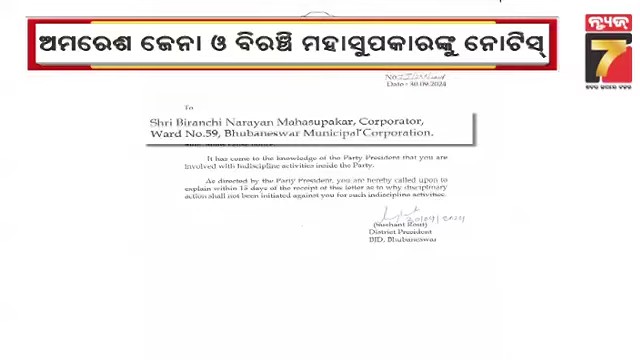 ଅମରେଶ ଜେନା ଓ ବିରଞ୍ଚି ମହାସୁପକାରଙ୍କୁ ନୋଟିସ୍
ନ୍ୟୁଜ୍
7
No.
Date : 30.09.2024
To
Shri Biranchi Narayan Mahasupakar, Corporator,
Ward No.59, Bhubaneswar Municipal Corporation.
It has come to the knowledge of the Party President that you are
involved with Indiscipline activities inside the Party.
As directed by the Party President, you are hereby called upon to
explain within 15 days of the receipt of this letter as to why disciplinary
action shall not been initiated against you for such indiscipline activities.
30/09/2024
(Sushant Rout)
District President
BJD, Bhubaneswar